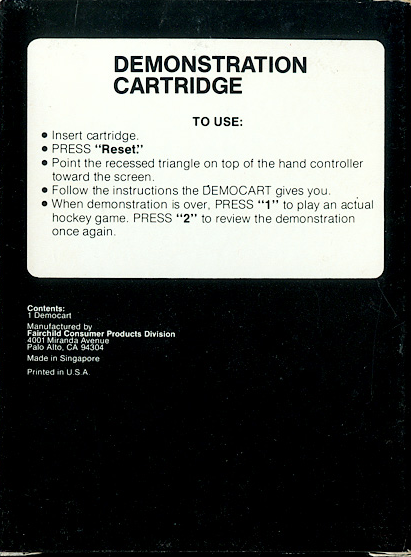 DEMONSTRATION
CARTRIDGE
TO USE:
● Insert cartridge.
● PRESS "Reset."
● Point the recessed triangle on top of the hand controller
toward the screen.
● Follow the instructions the DEMOCART gives you.
● When demonstration is over, PRESS "1" to play an actual
hockey game. PRESS "2" to review the demonstration
once again.
Contents:
1 Democart
Manufactured by
Fairchild Consumer Products Division
4001 Miranda Avenue
Palo Alto, CA 94304
Made in Singapore
Printed in U.S.A.